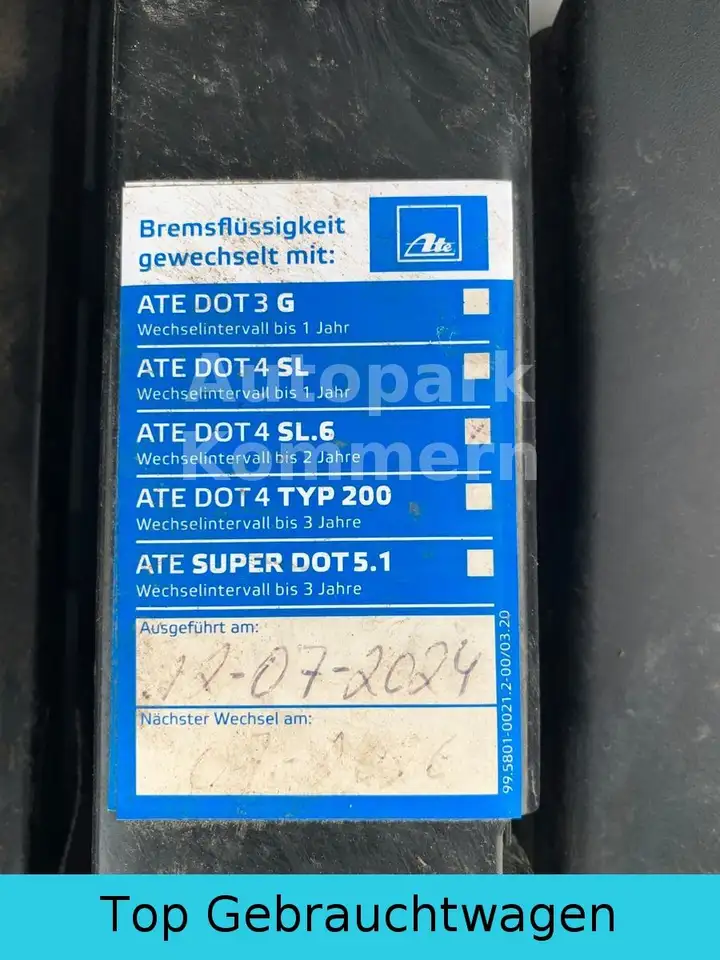 Bremsflüssigkeit
gewechselt mit:
Ate
ATE DOT 3 G
Wechselintervall bis 1 Jahr
ATE DOT 4 SL
Wechselintervall bis 1 Jahr
Autopark
ATE DOT 4 SL.6
Wechselintervall bis 2 Jahre
Kommern
ATE DOT 4 TYP 200
Wechselintervall bis 3 Jahre
ATE SUPER DOT 5.1
Wechselintervall bis 3 Jahre
Ausgeführt am:
12-07-2024
Nächster Wechsel am:
99.5801-0021.2-00/03.20
Top Gebrauchtwagen